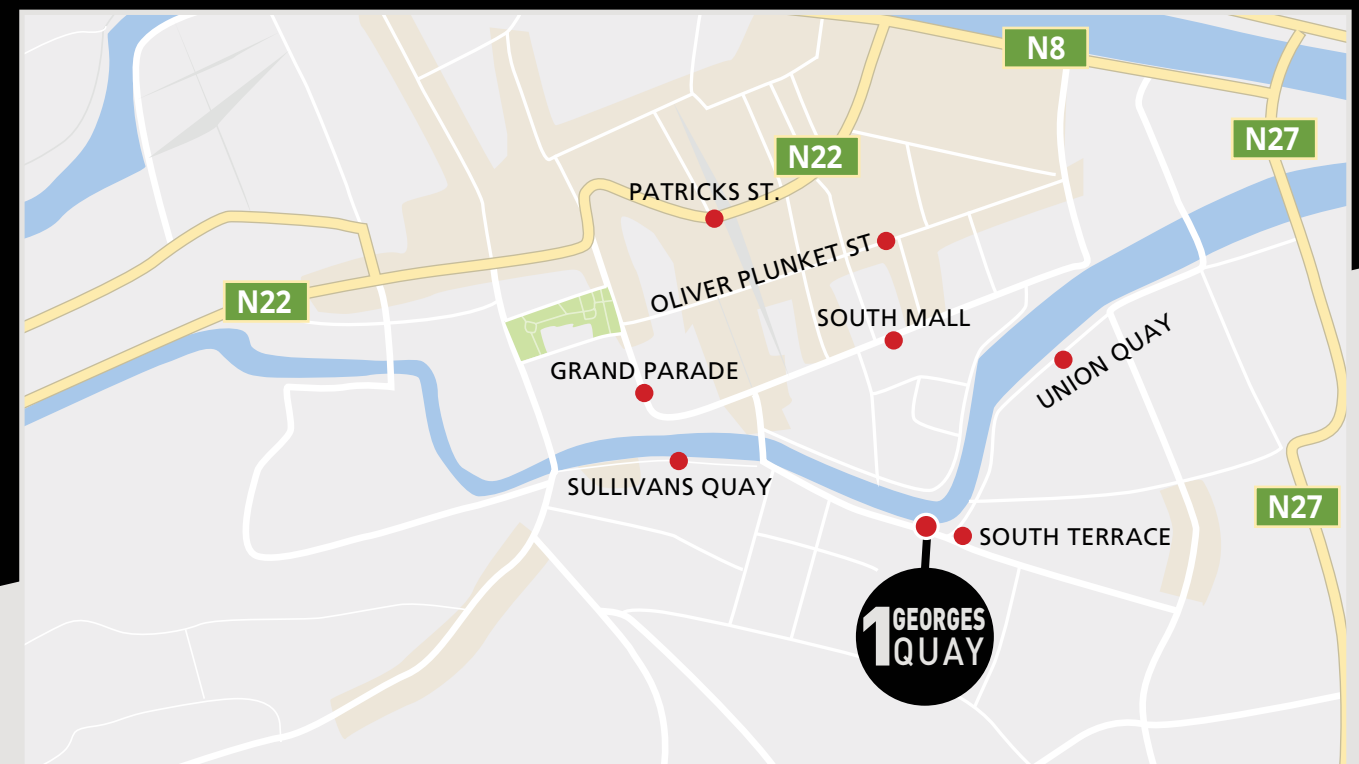 N8
N27
N22
PATRICKS ST.
OLIVER PLUNKET ST
N22
SOUTH MALL
UNION QUAY
GRAND PARADE
SULLIVANS QUAY
N27
SOUTH TERRACE
1 GEORGES
QUAY